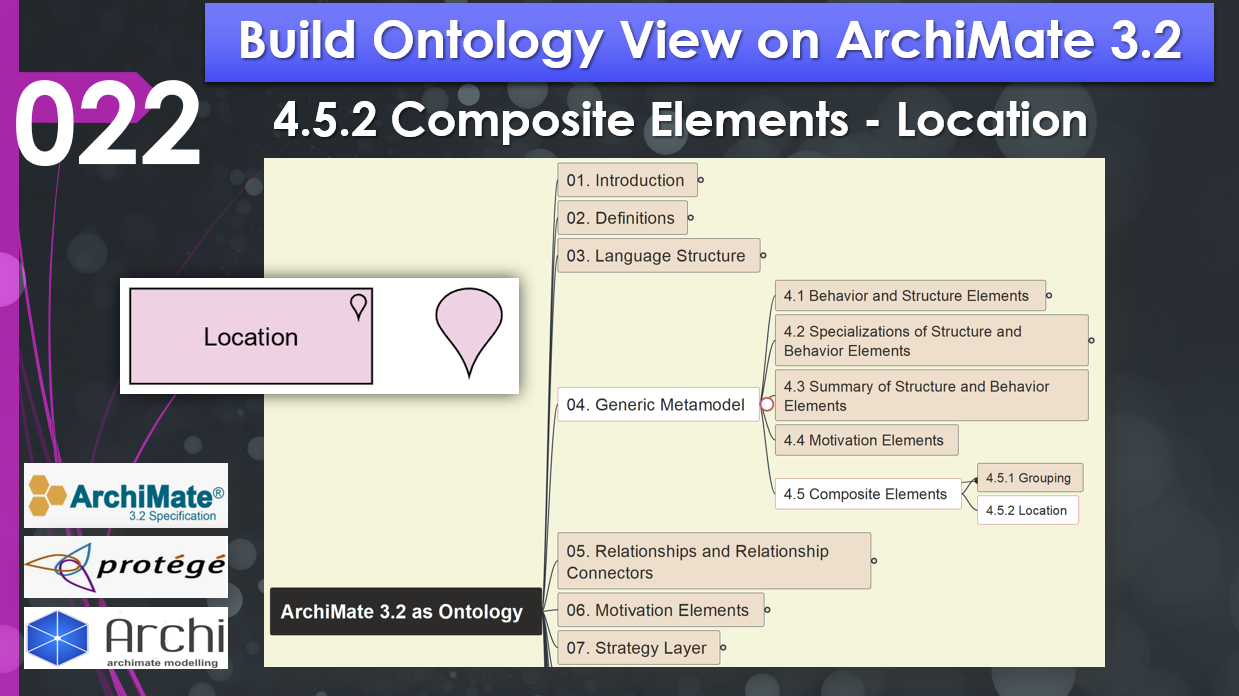 Build Ontology View on ArchiMate 3.2
022
4.5.2 Composite Elements - Location
01. Introduction
02. Definitions
03. Language Structure
Location
04. Generic Metamodel
4.1 Behavior and Structure Elements
4.2 Specializations of Structure and
Behavior Elements
4.3 Summary of Structure and Behavior
Elements
4.4 Motivation Elements
4.5 Composite Elements
4.5.1 Grouping
4.5.2 Location
05. Relationships and Relationship
Connectors
06. Motivation Elements
07. Strategy Layer
ArchiMate 3.2 as Ontology
ArchiMate®
3.2 Specification
protégé
Archi
archimate modelling